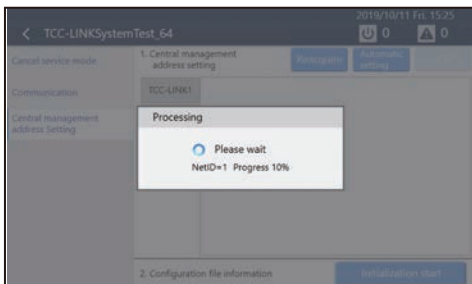 2019/10/11 Fri. 15:25
TCC-LINKSystemTest_64
0
0
Cancel service mode
1. Central management
address setting
Recognize
Automatic
setting
Communication
TCC-LINK1
Central management
address Setting
Processing
Please wait
NetID=1 Progress 10%
2. Configuration file information
Initialization start